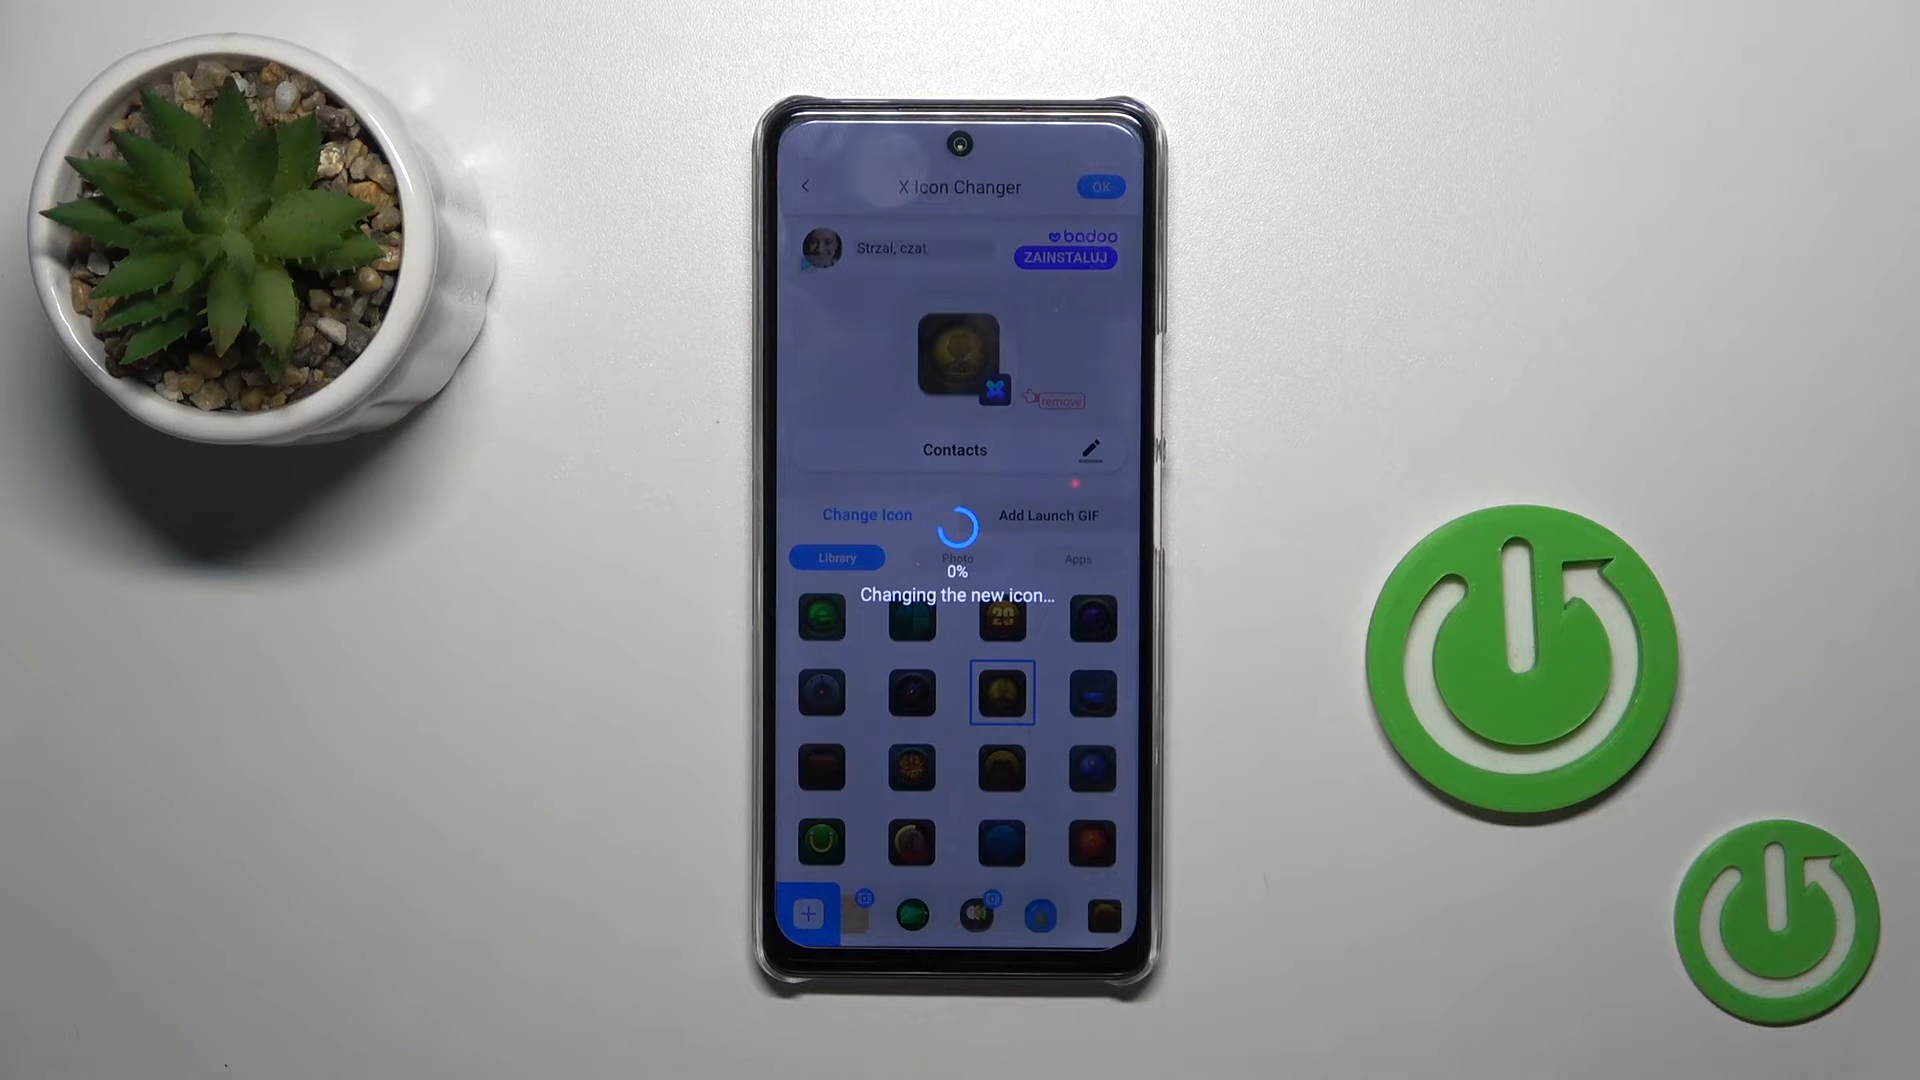 X Icon Changer
OK
Strzal, czat
badoo
ZAINSTALUJ
remove
Contacts
Change Icon
Add Launch GIF
Library
Photo
Apps
0%
Changing the new icon...
29